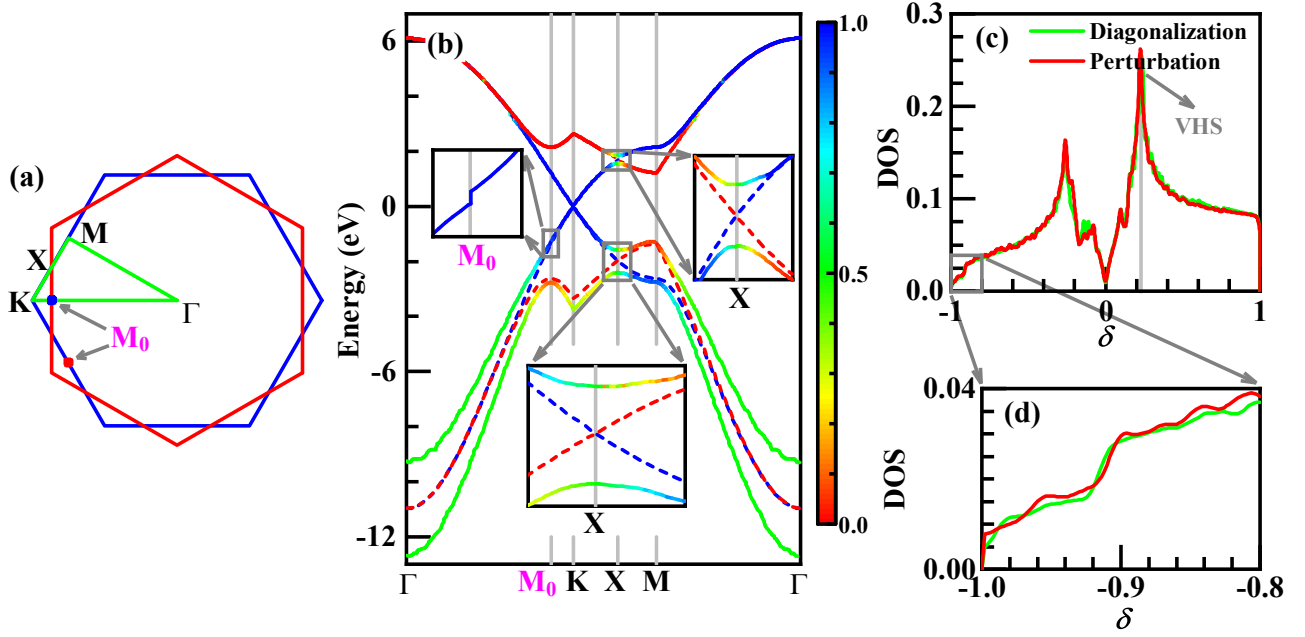 (a)
M
X
K
Γ
M₀
(b)
Energy (eV)
6
0
-6
-12
M₀
X
X
Γ
M₀
K
X
M
Γ
1.0
0.5
0.0
(c)
Diagonalization
Perturbation
VHS
DOS
0.3
0.2
0.1
0.0
-1
0
1
δ
(d)
DOS
0.04
0.00
-1.0
-0.9
-0.8
δ